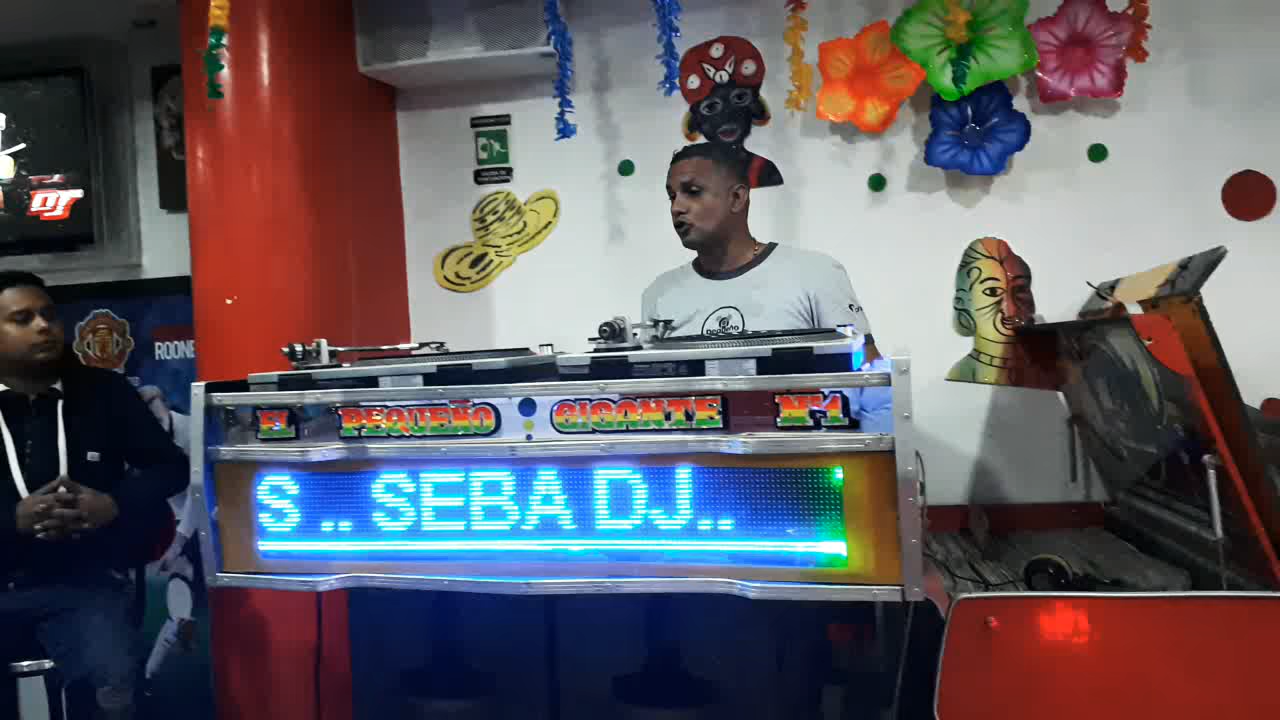 DJ
ROONE
EL PEQUEÑO GIGANTE Nº1
S .. SEBA DJ..